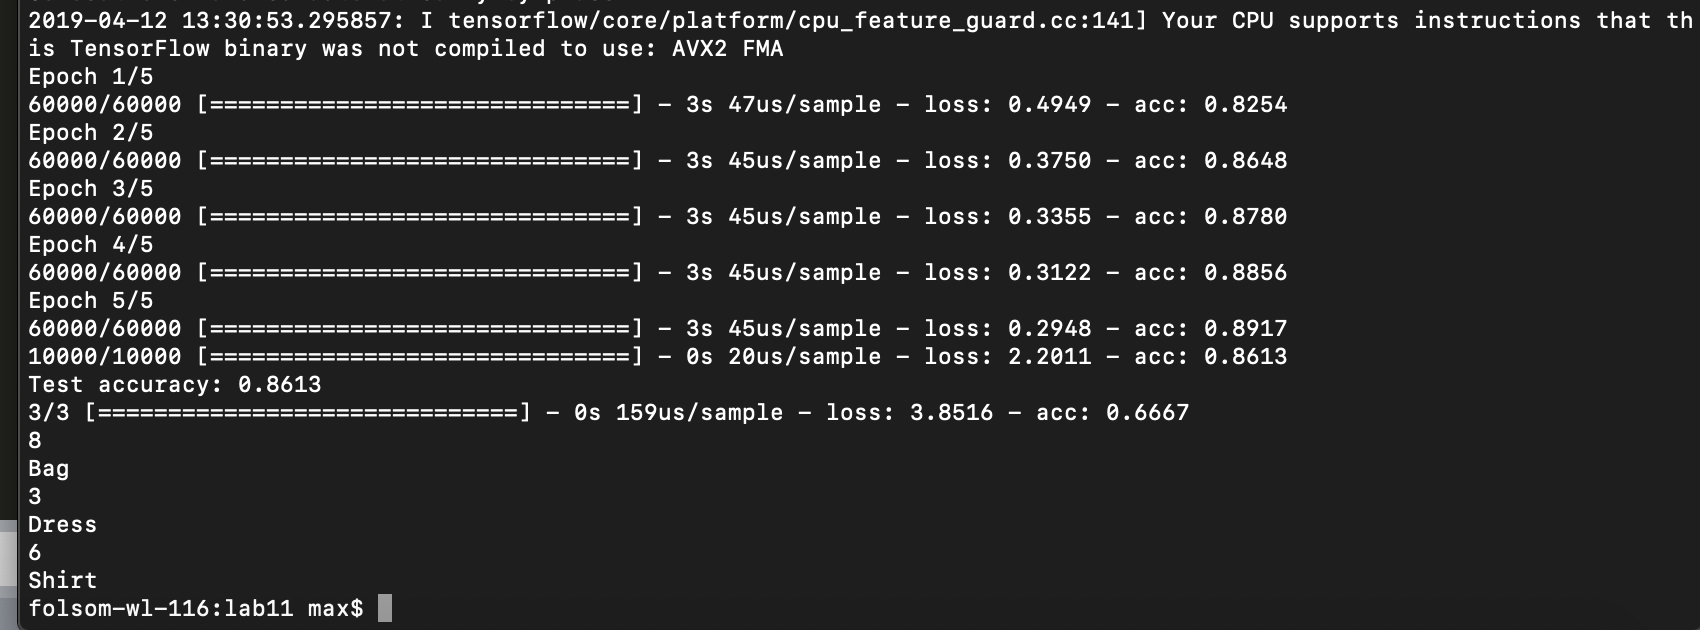 2019-04-12 13:30:53.295857: I tensorflow/core/platform/cpu_feature_guard.cc:141] Your CPU supports instructions that th
is TensorFlow binary was not compiled to use: AVX2 FMA
Epoch 1/5
60000/60000 [==============================] - 3s 47us/sample - loss: 0.4949 - acc: 0.8254
Epoch 2/5
60000/60000 [==============================] - 3s 45us/sample - loss: 0.3750 - acc: 0.8648
Epoch 3/5
60000/60000 [==============================] - 3s 45us/sample - loss: 0.3355 - acc: 0.8780
Epoch 4/5
60000/60000 [==============================] - 3s 45us/sample - loss: 0.3122 - acc: 0.8856
Epoch 5/5
60000/60000 [==============================] - 3s 45us/sample - loss: 0.2948 - acc: 0.8917
10000/10000 [==============================] - 0s 20us/sample - loss: 2.2011 - acc: 0.8613
Test accuracy: 0.8613
3/3 [==============================] - 0s 159us/sample - loss: 3.8516 - acc: 0.6667
8
Bag
3
Dress
6
Shirt
folsom-wl-116:lab11 max$